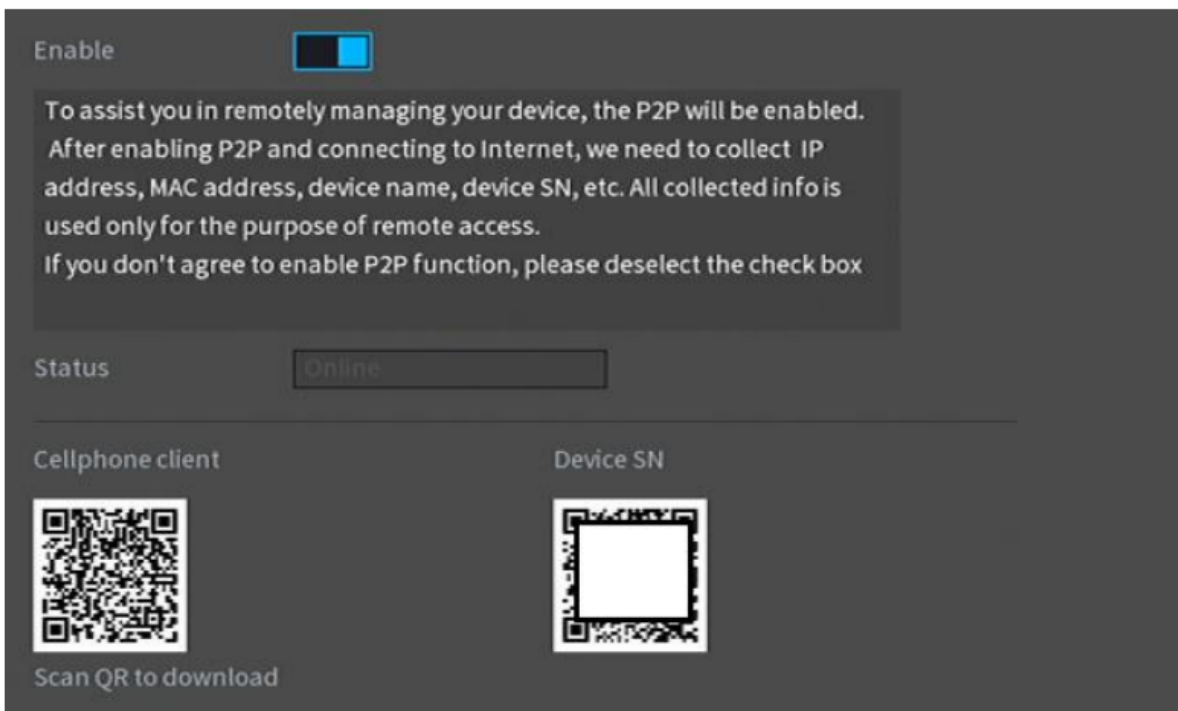 Enable
To assist you in remotely managing your device, the P2P will be enabled.
After enabling P2P and connecting to Internet, we need to collect IP
address, MAC address, device name, device SN, etc. All collected info is
used only for the purpose of remote access.
If you don't agree to enable P2P function, please deselect the check box
Status
Online
Cellphone client
Device SN
Scan QR to download